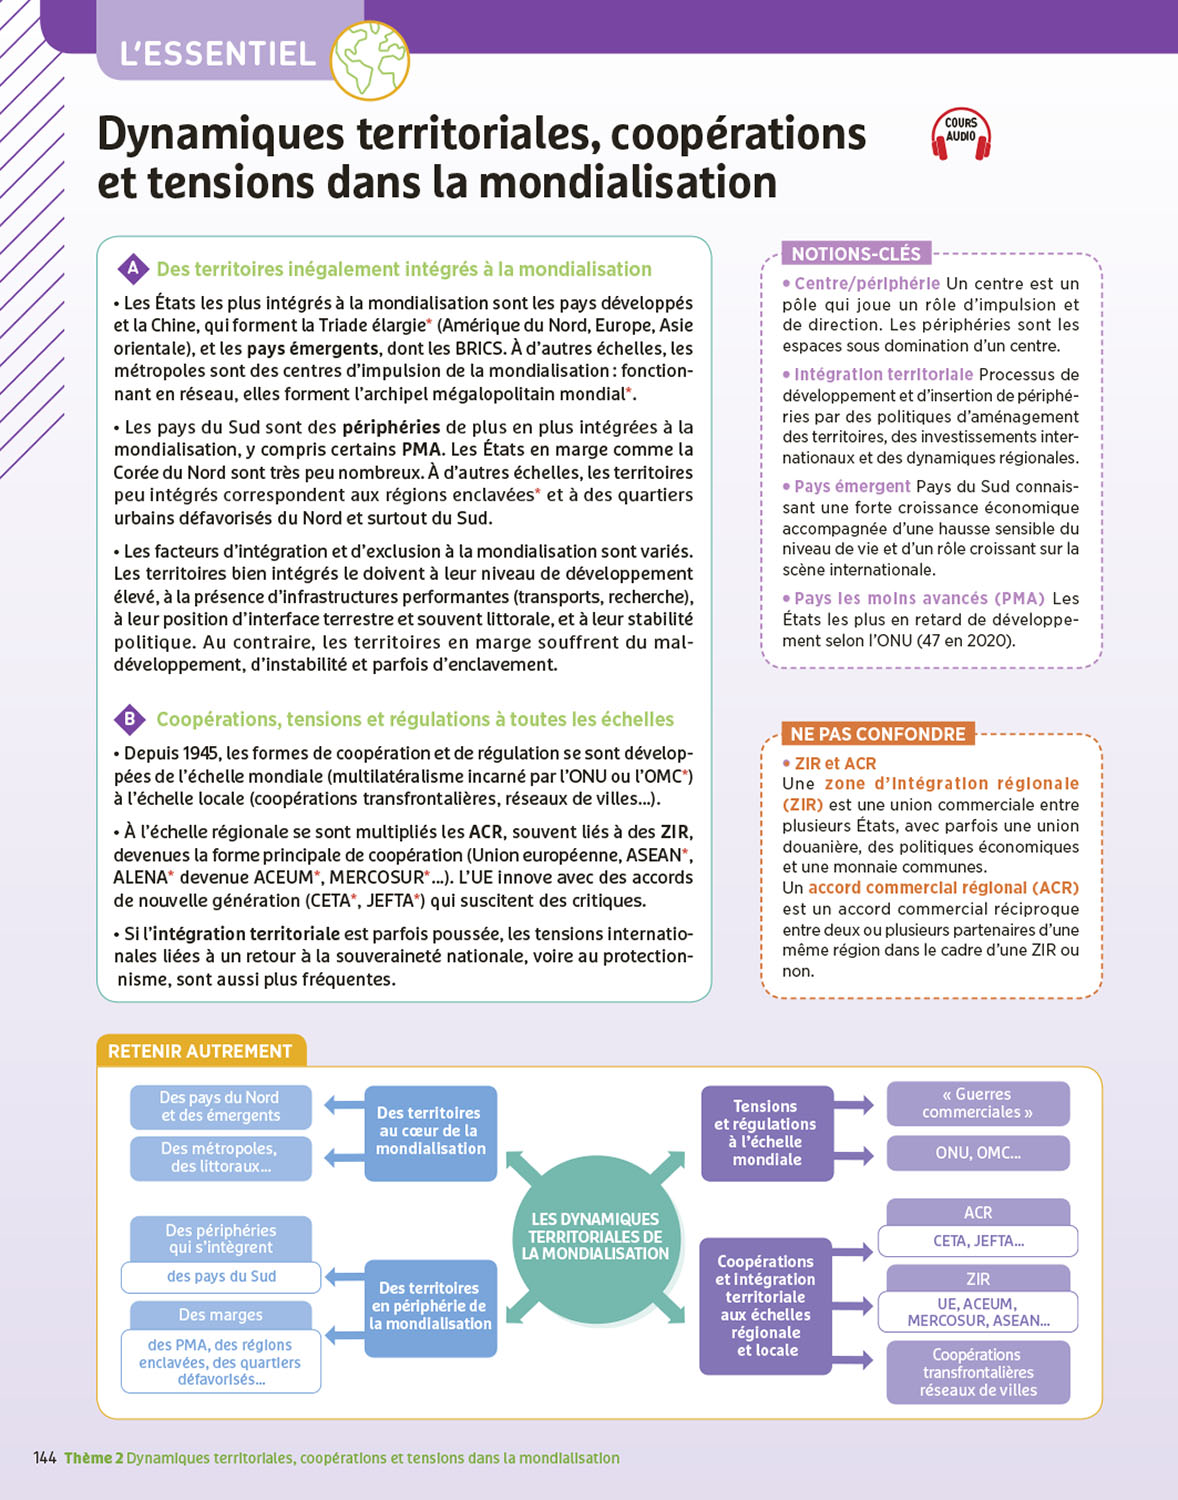 L'ESSENTIEL
Dynamiques territoriales, coopérations
et tensions dans la mondialisation
COURS
AUDIO
A Des territoires inégalement intégrés à la mondialisation
• Les États les plus intégrés à la mondialisation sont les pays développés
et la Chine, qui forment la Triade élargie* (Amérique du Nord, Europe, Asie
orientale), et les pays émergents, dont les BRICS. À d'autres échelles, les
métropoles sont des centres d'impulsion de la mondialisation : fonction-
nant en réseau, elles forment l'archipel mégalopolitain mondial*.
• Les pays du Sud sont des périphéries de plus en plus intégrées à la
mondialisation, y compris certains PMA. Les États en marge comme la
Corée du Nord sont très peu nombreux. À d'autres échelles, les territoires
peu intégrés correspondent aux régions enclavées* et à des quartiers
urbains défavorisés du Nord et surtout du Sud.
• Les facteurs d'intégration et d'exclusion à la mondialisation sont variés.
Les territoires bien intégrés le doivent à leur niveau de développement
élevé, à la présence d'infrastructures performantes (transports, recherche),
à leur position d'interface terrestre et souvent littorale, et à leur stabilité
politique. Au contraire, les territoires en marge souffrent du mal-
développement, d'instabilité et parfois d'enclavement.
B Coopérations, tensions et régulations à toutes les échelles
• Depuis 1945, les formes de coopération et de régulation se sont dévelop-
pées de l'échelle mondiale (multilatéralisme incarné par l'ONU ou l'OMC*)
à l'échelle locale (coopérations transfrontalières, réseaux de villes...).
• À l'échelle régionale se sont multipliés les ACR, souvent liés à des ZIR,
devenues la forme principale de coopération (Union européenne, ASEAN*,
ALENA* devenue ACEUM*, MERCOSUR*...). L'UE innove avec des accords
de nouvelle génération (CETA*, JEFTA*) qui suscitent des critiques.
• Si l'intégration territoriale est parfois poussée, les tensions internatio-
nales liées à un retour à la souveraineté nationale, voire au protection-
nisme, sont aussi plus fréquentes.
NOTIONS-CLÉS
• Centre/périphérie Un centre est un
pôle qui joue un rôle d'impulsion et
de direction. Les périphéries sont les
espaces sous domination d'un centre.
• Intégration territoriale Processus de
développement et d'insertion de périphé-
ries par des politiques d'aménagement
des territoires, des investissements inter-
nationaux et des dynamiques régionales.
• Pays émergent Pays du Sud connais-
sant une forte croissance économique
accompagnée d'une hausse sensible du
niveau de vie et d'un rôle croissant sur la
scène internationale.
• Pays les moins avancés (PMA) Les
États les plus en retard de développe-
ment selon l'ONU (47 en 2020).
NE PAS CONFONDRE
• ZIR et ACR
Une zone d'intégration régionale
(ZIR) est une union commerciale entre
plusieurs États, avec parfois une union
douanière, des politiques économiques
et une monnaie communes.
Un accord commercial régional (ACR)
est un accord commercial réciproque
entre deux ou plusieurs partenaires d'une
même région dans le cadre d'une ZIR ou
non.
RETENIR AUTREMENT
Des pays du Nord
et des émergents
Des métropoles,
des littoraux...
Des territoires
au cœur de la
mondialisation
Des périphéries
qui s'intègrent
des pays du Sud
Des marges
des PMA, des régions
enclavées, des quartiers
défavorisés...
Des territoires
en périphérie de
la mondialisation
LES DYNAMIQUES
TERRITORIALES DE
LA MONDIALISATION
Tensions
et régulations
à l'échelle
mondiale
« Guerres
commerciales »
ONU, OMC...
Coopérations
et intégration
territoriale
aux échelles
régionale
et locale
ACR
CETA, JEFTA...
ZIR
UE, ACEUM,
MERCOSUR, ASEAN...
Coopérations
transfrontalières
réseaux de villes
144 Thème 2 Dynamiques territoriales, coopérations et tensions dans la mondialisation